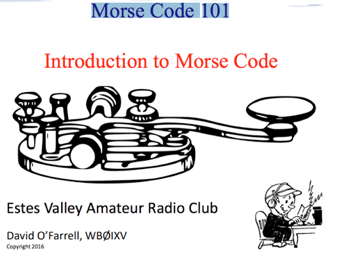 Morse Code 101
Introduction to Morse Code
Estes Valley Amateur Radio Club
David O'Farrell, WBØIXV
Copyright 2016